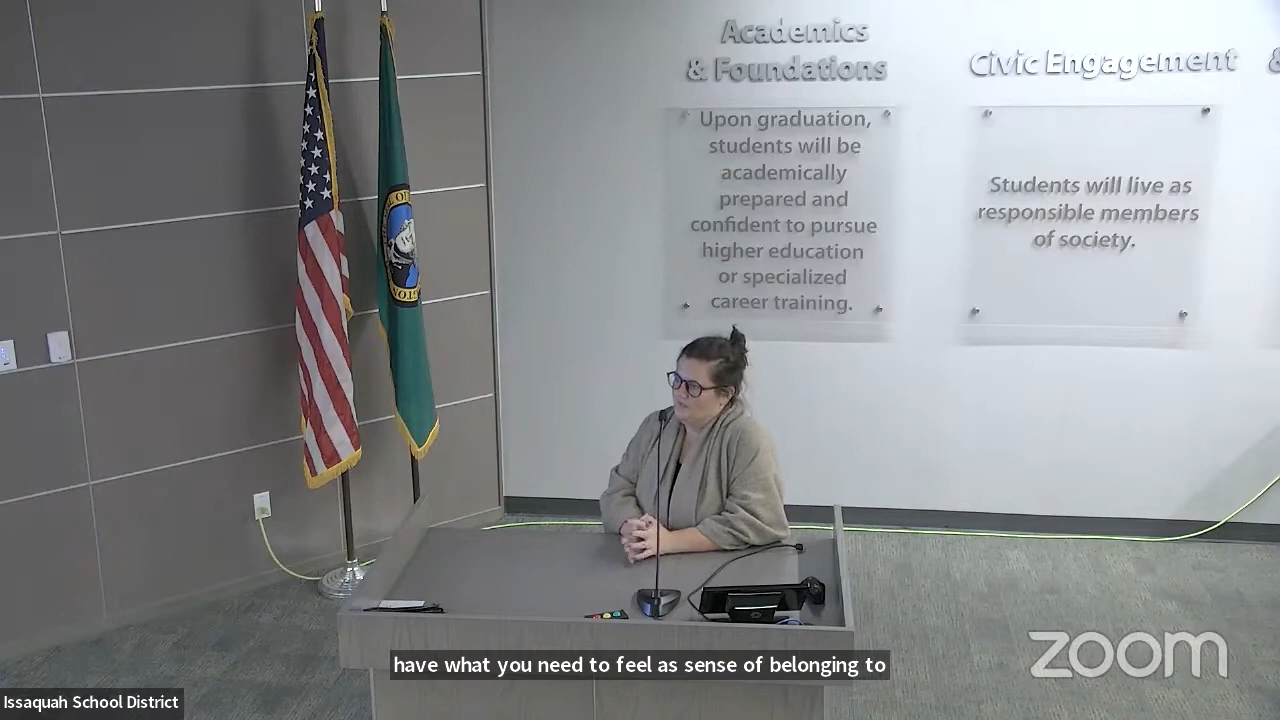 Academics
& Foundations
Upon graduation,
students will be
academically
prepared and
confident to pursue
higher education
or specialized
career training.
Civic Engagement
Students will live as
responsible members
of society.
&
have what you need to feel as sense of belonging to
zoom
Issaquah School District